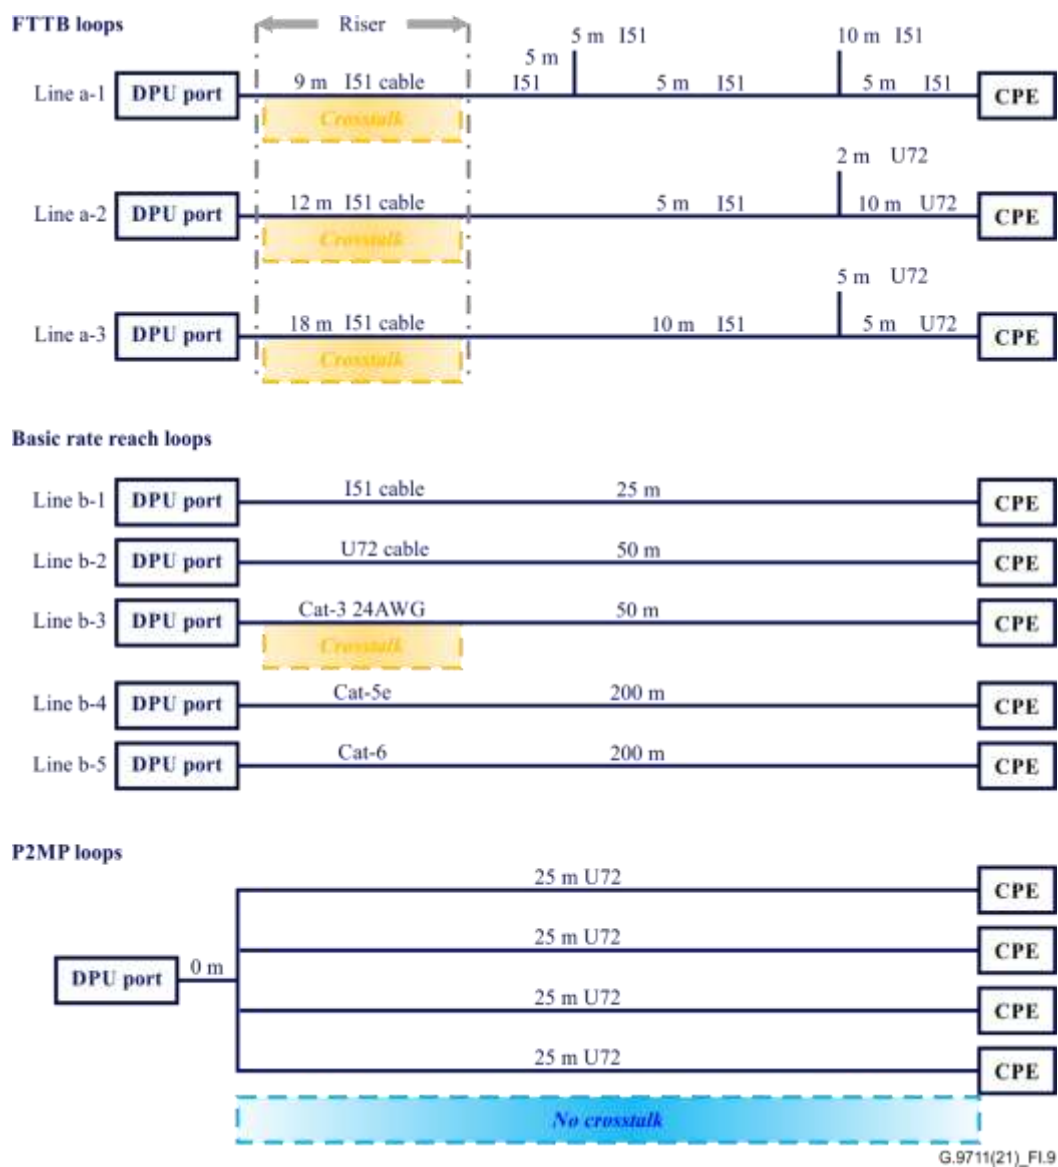 FTTB loops
Riser
5 m I51
10 m I51
5 m
Line a-1 DPU port 9 m I51 cable I51 5 m I51 5 m I51 CPE
Crosstalk
2 m U72
Line a-2 DPU port 12 m I51 cable 5 m I51 10 m U72 CPE
Crosstalk
5 m U72
Line a-3 DPU port 18 m I51 cable 10 m I51 5 m U72 CPE
Crosstalk
Basic rate reach loops
Line b-1 DPU port I51 cable 25 m CPE
Line b-2 DPU port U72 cable 50 m CPE
Line b-3 DPU port Cat-3 24AWG 50 m CPE
Crosstalk
Line b-4 DPU port Cat-5e 200 m CPE
Line b-5 DPU port Cat-6 200 m CPE
P2MP loops
25 m U72 CPE
25 m U72 CPE
DPU port 0 m
25 m U72 CPE
25 m U72 CPE
No crosstalk
G.9711(21)_FI.9